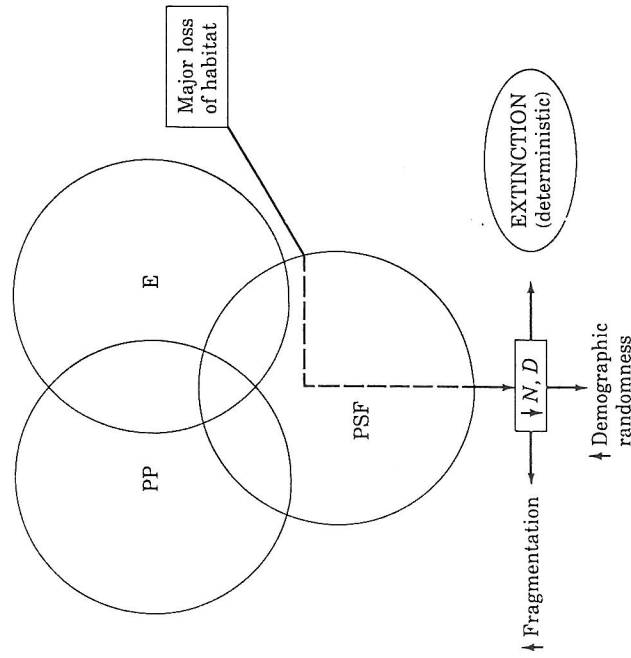 PP
E
Major loss
of habitat
PSF
↓ N, D
EXTINCTION
(deterministic)
↑ Fragmentation
↑ Demographic
randomness